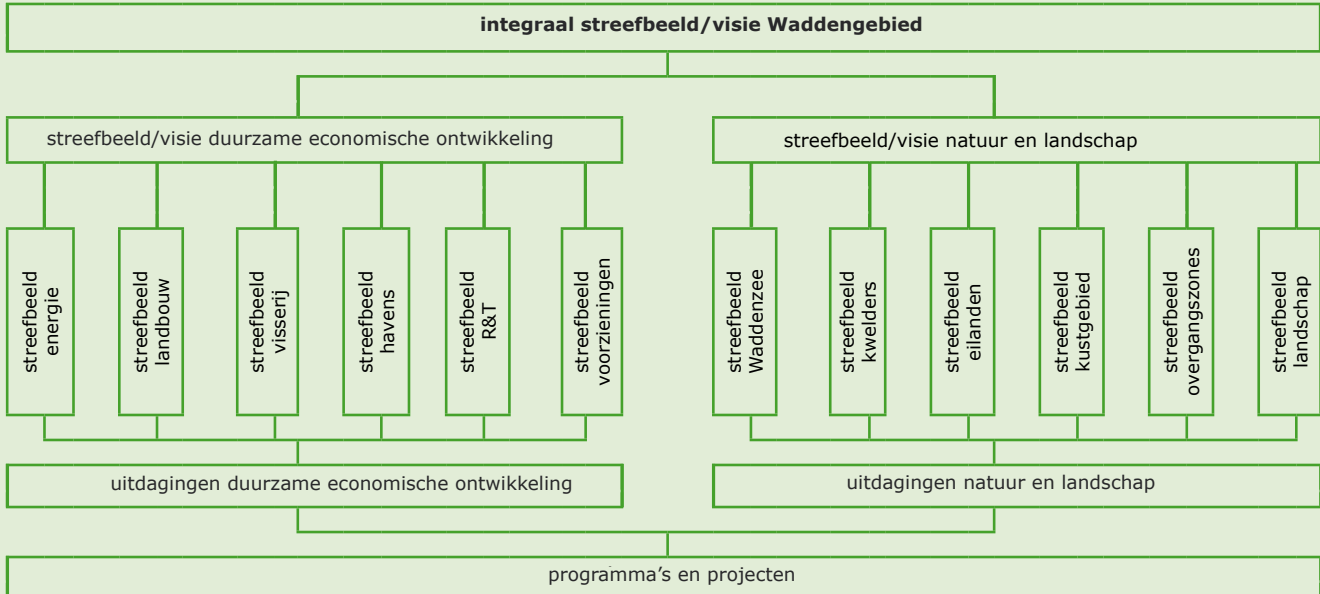 integraal streefbeeld/visie Waddengebied
streefbeeld/visie duurzame economische ontwikkeling
streefbeeld/visie natuur en landschap
streefbeeld
energie
streefbeeld
landbouw
streefbeeld
visserij
streefbeeld
havens
streefbeeld
R&T
streefbeeld
voorzieningen
streefbeeld
Waddenzee
streefbeeld
kwelders
streefbeeld
eilanden
streefbeeld
kustgebied
streefbeeld
overgangszones
streefbeeld
landschap
uitdagingen duurzame economische ontwikkeling
uitdagingen natuur en landschap
programma's en projecten